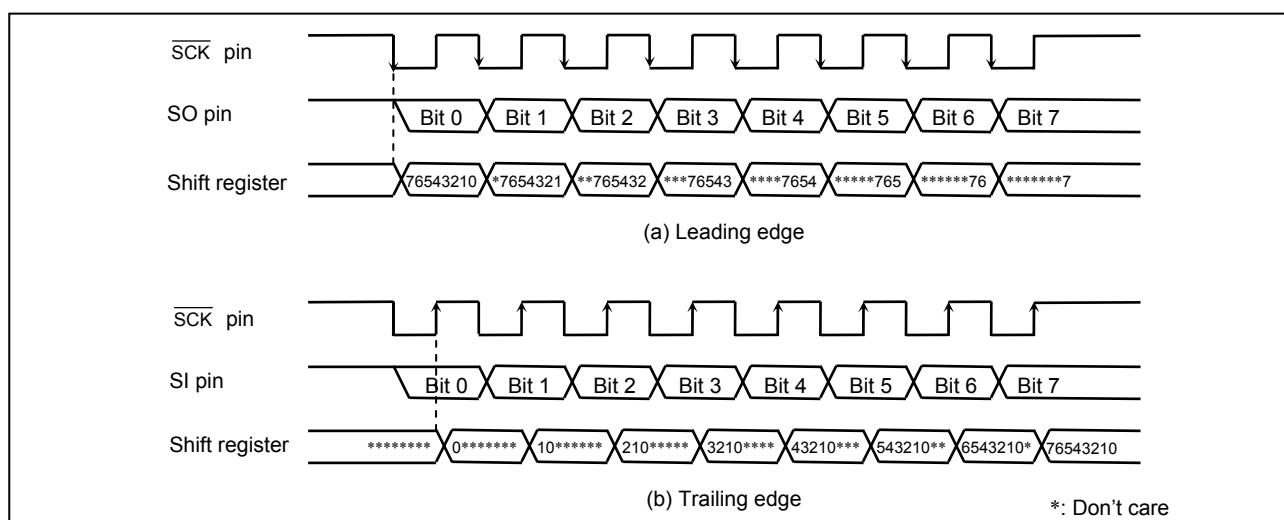 SCK pin
SO pin Bit 0 Bit 1 Bit 2 Bit 3 Bit 4 Bit 5 Bit 6 Bit 7
Shift register 76543210 *7654321 **765432 ***76543 ****7654 *****765 ******76 *******7
(a) Leading edge
SCK pin
SI pin Bit 0 Bit 1 Bit 2 Bit 3 Bit 4 Bit 5 Bit 6 Bit 7
Shift register ******** 0******* 10****** 210***** 3210**** 43210*** 543210** 6543210* 76543210
(b) Trailing edge
*: Don't care